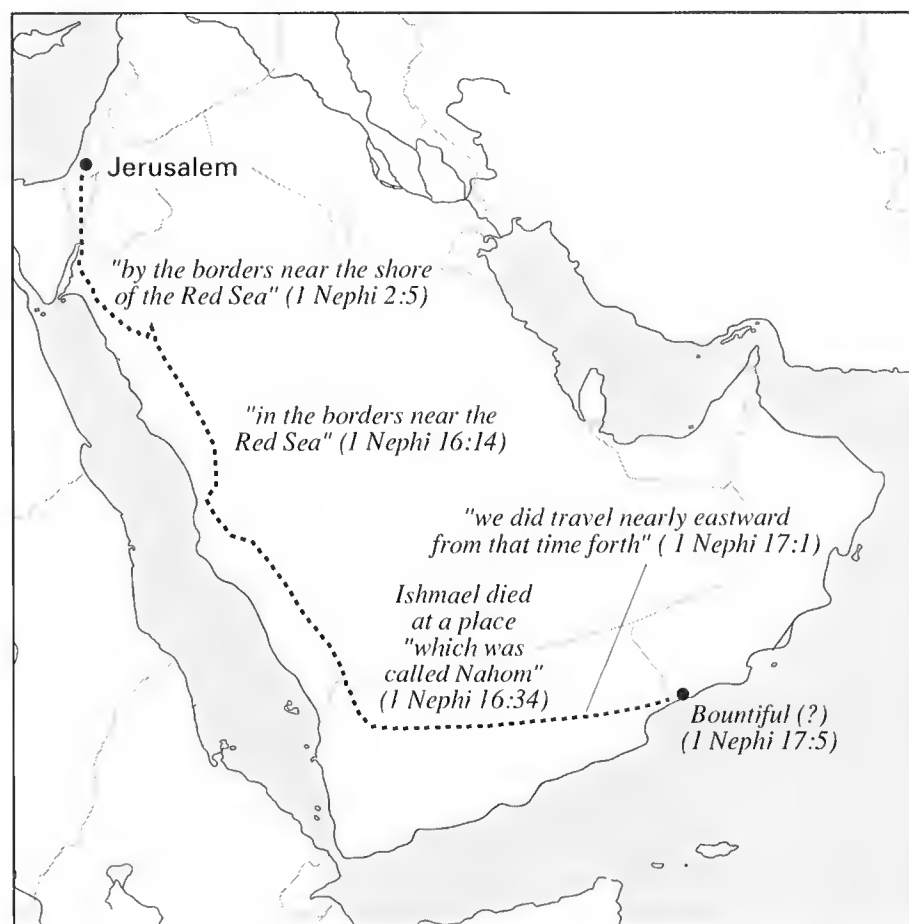 Jerusalem
"by the borders near the shore
of the Red Sea" (1 Nephi 2:5)
"in the borders near the
Red Sea" (1 Nephi 16:14)
"we did travel nearly eastward
from that time forth" ( 1 Nephi 17:1)
Ishmael died
at a place
"which was
called Nahom"
(1 Nephi 16:34)
Bountiful (?)
(1 Nephi 17:5)